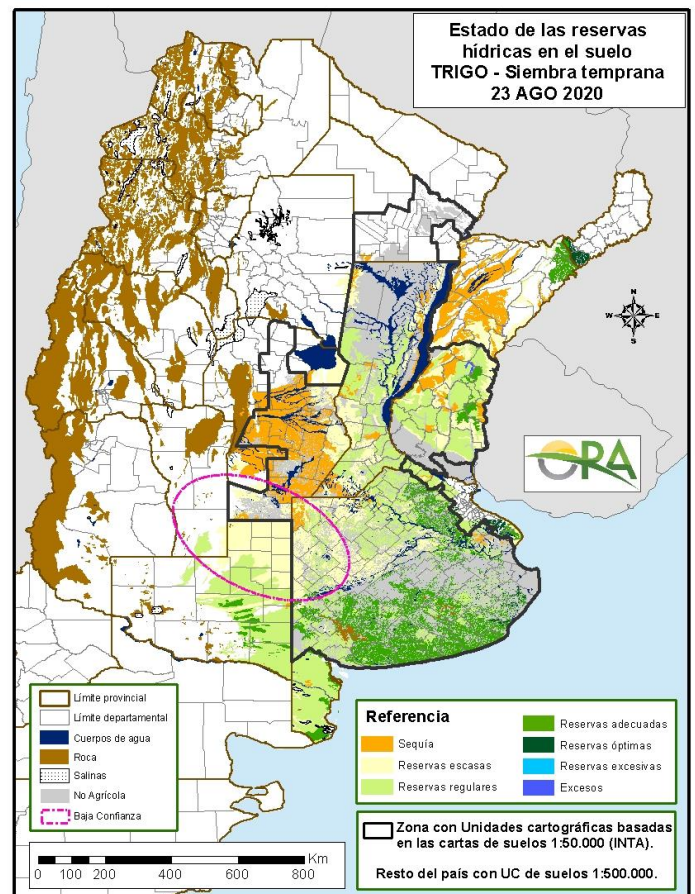 Estado de las reservas
hídricas en el suelo
TRIGO - Siembra temprana
23 AGO 2020
N
W E
S
ORA
Límite provincial
Límite departamental
Cuerpos de agua
Roca
Salinas
No Agrícola
Baja Confianza
Referencia
Sequía
Reservas escasas
Reservas regulares
Reservas adecuadas
Reservas óptimas
Reservas excesivas
Excesos
Zona con Unidades cartográficas basadas
en las cartas de suelos 1:50.000 (INTA).
Resto del país con UC de suelos 1:500.000.
Km
0 100 200 400 600 800